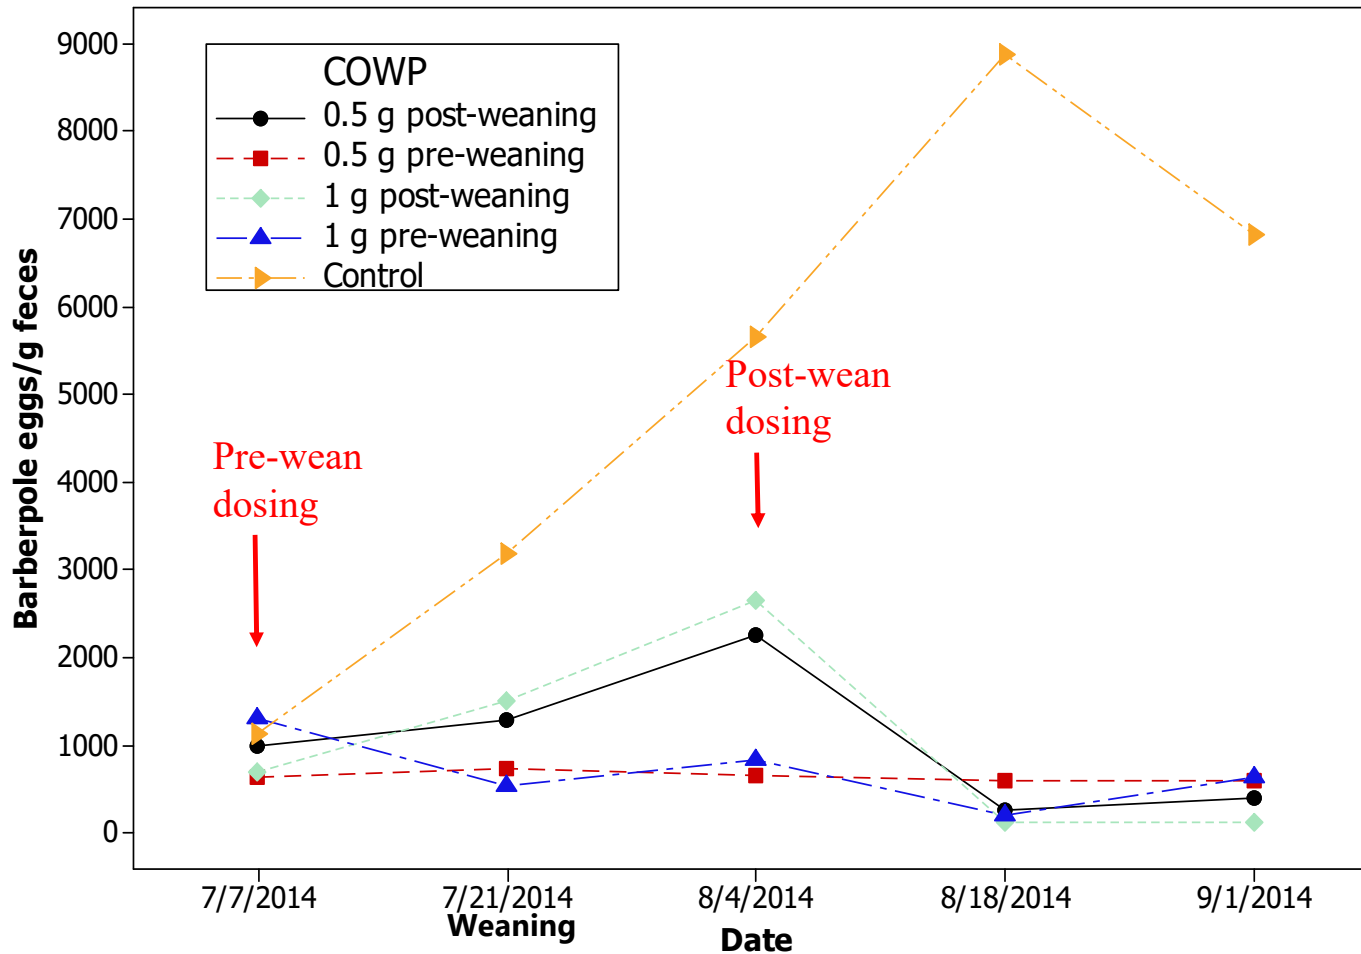 9000
8000
7000
6000
5000
4000
3000
2000
1000
0
Barberpole eggs/g feces
COWP
0.5 g post-weaning
0.5 g pre-weaning
1 g post-weaning
1 g pre-weaning
Control
Pre-wean
dosing
Post-wean
dosing
7/7/2014
7/21/2014
8/4/2014
8/18/2014
9/1/2014
Weaning
Date